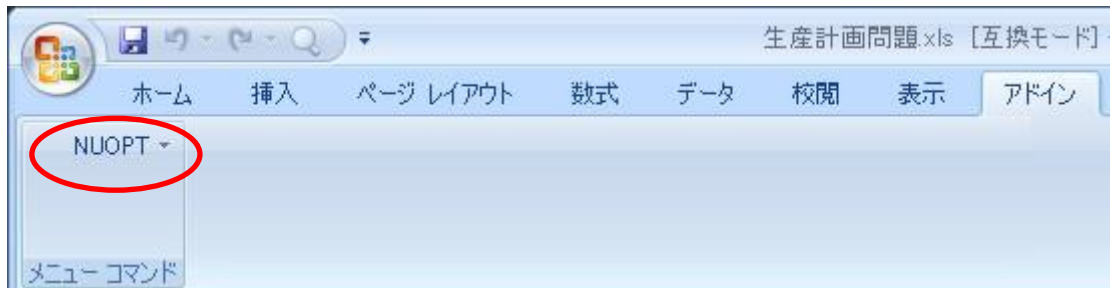 生産計画問題.xls [互換モード] -
ホーム 挿入 ページ レイアウト 数式 データ 校閲 表示 アドイン
NUOPT
メニュー コマンド